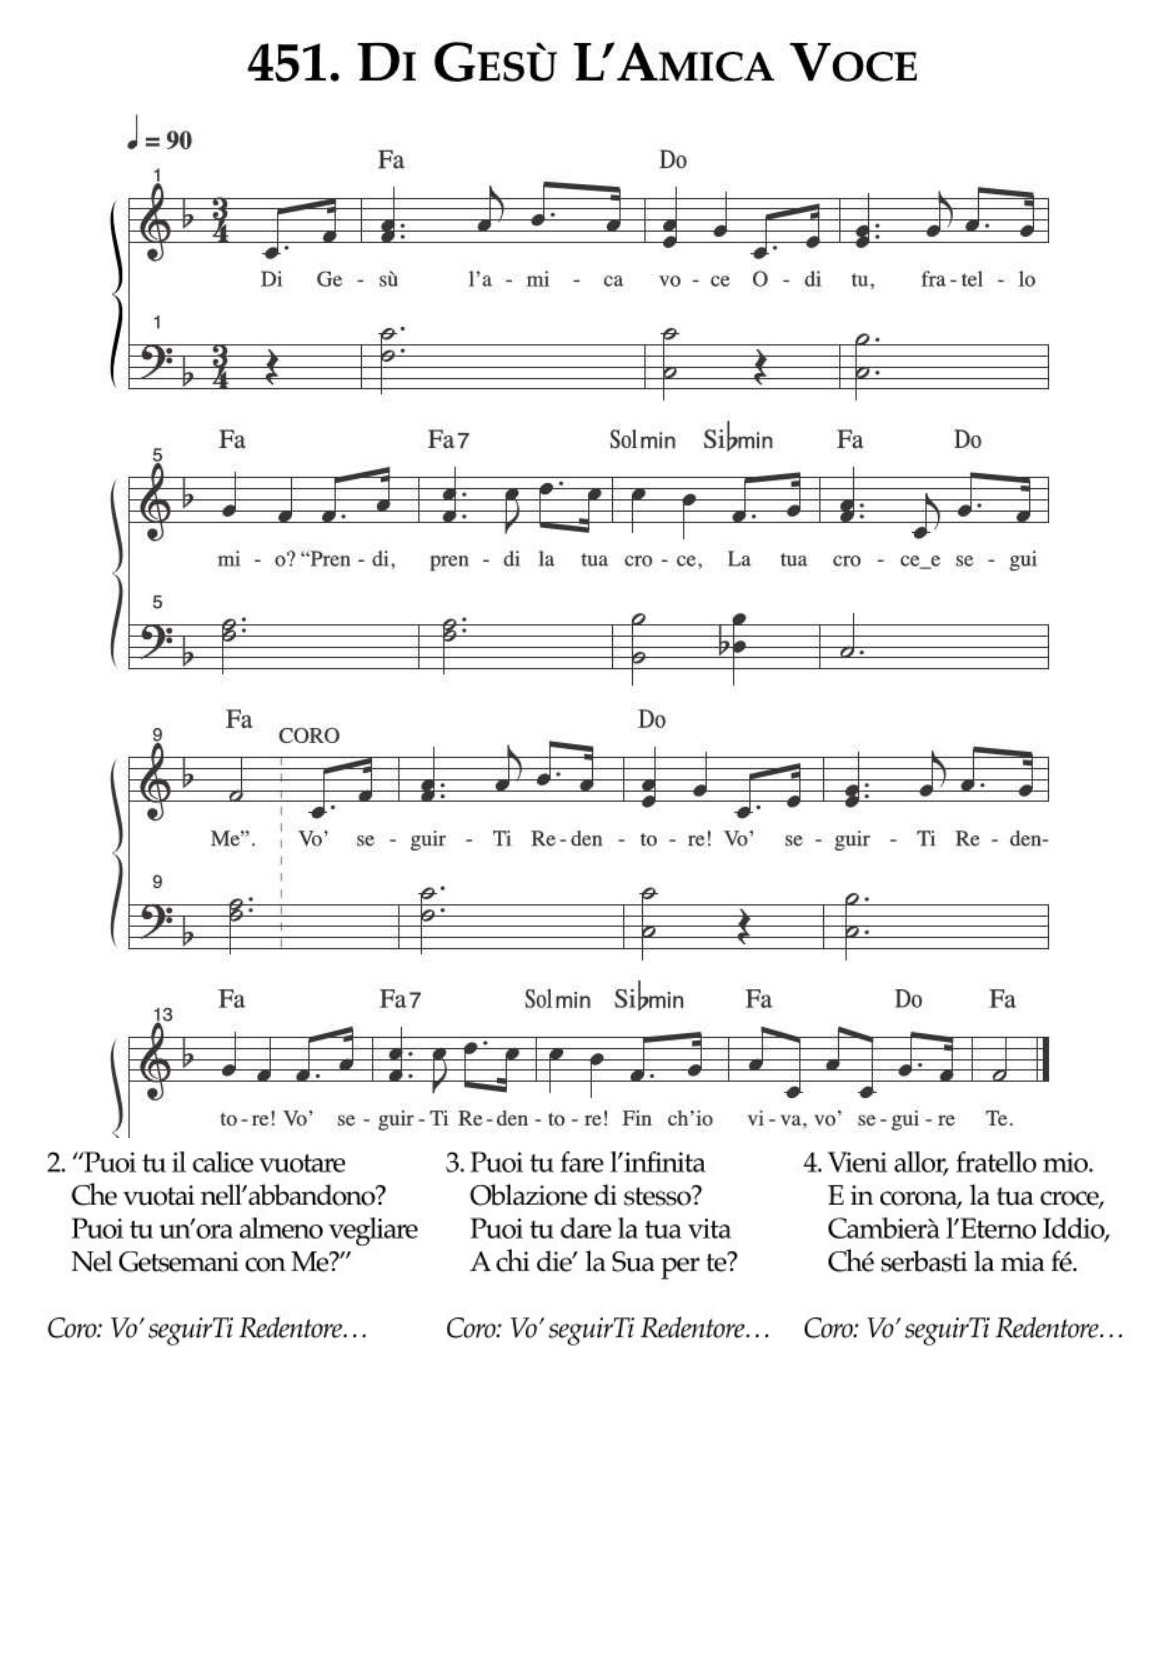 451. Di Gesù L’Amica Voce
♩ = 90
Fa Do
1
3 4
Di Ge - sù l’a - mi - ca vo - ce O - di tu, fra - tel - lo
1
3 4
Fa Fa7 Solmin Si♭min Fa Do
5
mi - o? “Pren - di, pren - di la tua cro - ce, La tua cro - ce_e se - gui
5
Fa Do
9 CORO
Me”. Vo’ se - guir - Ti Re - den - to - re! Vo’ se - guir - Ti Re - den-
9
Fa Fa7 Solmin Si♭min Fa Do Fa
13
to - re! Vo’ se - guir - Ti Re - den - to - re! Fin ch’io vi - va, vo’ se - gui - re Te.
2. “Puoi tu il calice vuotare
Che vuotai nell’abbandono?
Puoi tu un’ora almeno vegliare
Nel Getsemani con Me?”
Coro: Vo’ seguirTi Redentore…
3. Puoi tu fare l’infinita
Oblazione di stesso?
Puoi tu dare la tua vita
A chi die’ la Sua per te?
Coro: Vo’ seguirTi Redentore…
4. Vieni allor, fratello mio.
E in corona, la tua croce,
Cambierà l’Eterno Iddio,
Ché serbasti la mia fé.
Coro: Vo’ seguirTi Redentore…